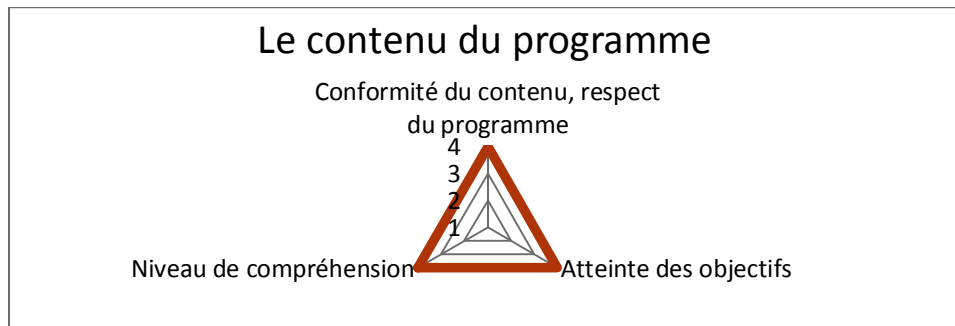 Le contenu du programme
Conformité du contenu, respect
du programme
4
3
2
1
Niveau de compréhension
Atteinte des objectifs